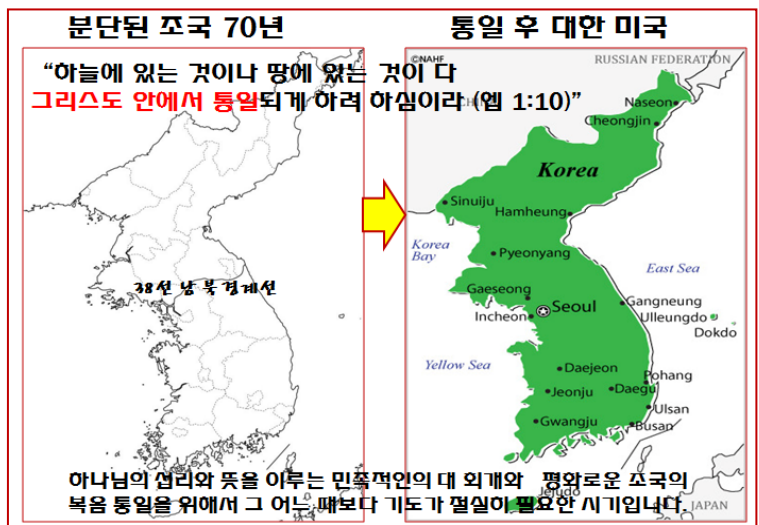 분단된 조국 70년
통일 후 대한 미국
“하늘에 있는 것이나 땅에 있는 것이 다
그리스도 안에서 통일되게 하려 하심이라 (엡 1:10)”
38선 남 북 경계선
©NAHF
RUSSIAN FEDERATION
Naseon
Cheongjin
Korea
Sinuiju
Hamheung
Korea
Bay
Pyeonyang
East Sea
Gaeseong
Seoul
Gangneung
Incheon
Ulleungdo
Dokdo
Yellow Sea
Daejeon
Pohang
Jeonju
Daegu
Ulsan
Gwangju
Busan
하나님의 섭리와 뜻을 이루는 민족적인의 대 회개와 평화로운 조국의
복음 통일을 위해서 그 어느 때보다 기도가 절실히 필요한 시기입니다.
Jejudo
JAPAN